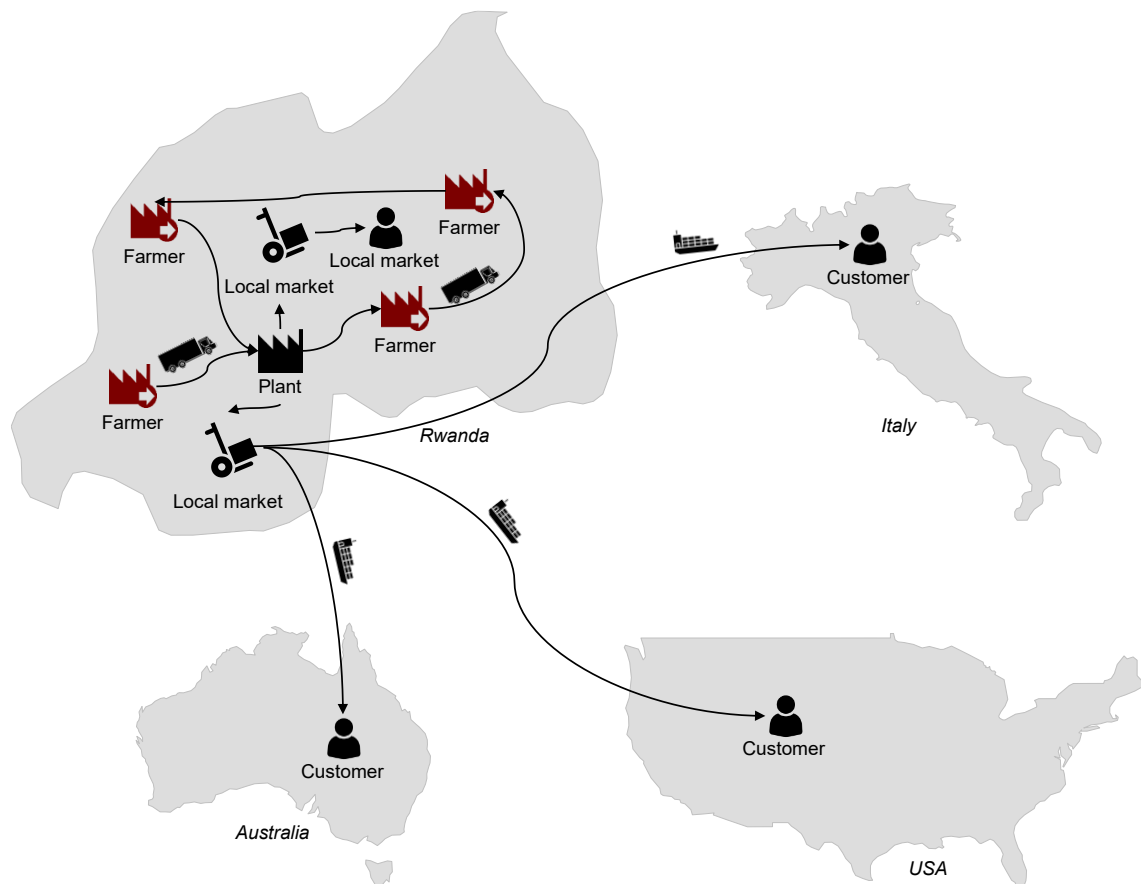 Farmer
Farmer
Local market
Local market
Customer
Farmer
Plant
Farmer
Rwanda
Italy
Local market
Customer
Customer
Australia
USA